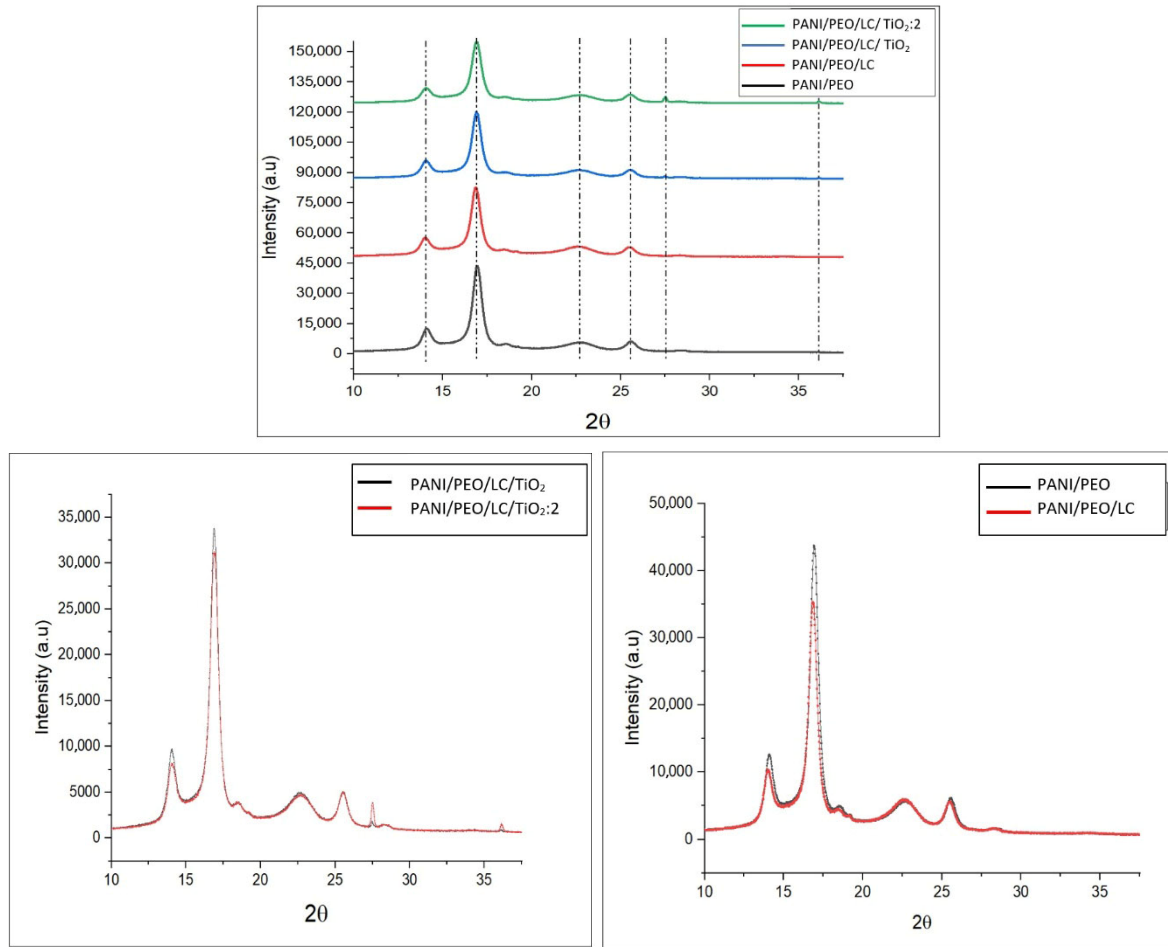 PANI/PEO/LC/ TiO₂:2
PANI/PEO/LC/ TiO₂
PANI/PEO/LC
PANI/PEO
150,000
135,000
120,000
105,000
90,000
75,000
60,000
45,000
30,000
15,000
0
Intensity (a.u)
10 15 20 25 30 35
2θ
PANI/PEO/LC/TiO₂
PANI/PEO/LC/TiO₂:2
35,000
30,000
25,000
20,000
15,000
10,000
5000
0
Intensity (a.u)
10 15 20 25 30 35
2θ
PANI/PEO
PANI/PEO/LC
50,000
40,000
30,000
20,000
10,000
0
Intensity (a.u)
10 15 20 25 30 35
2θ